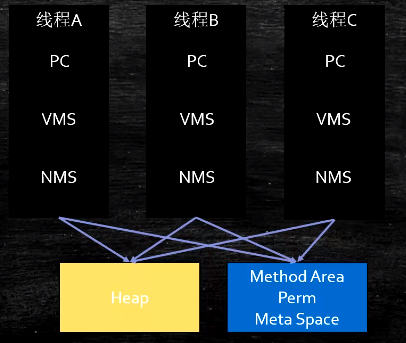 线程A
PC
VMS
NMS
线程B
PC
VMS
NMS
线程C
PC
VMS
NMS
Heap
Method Area
Perm
Meta Space